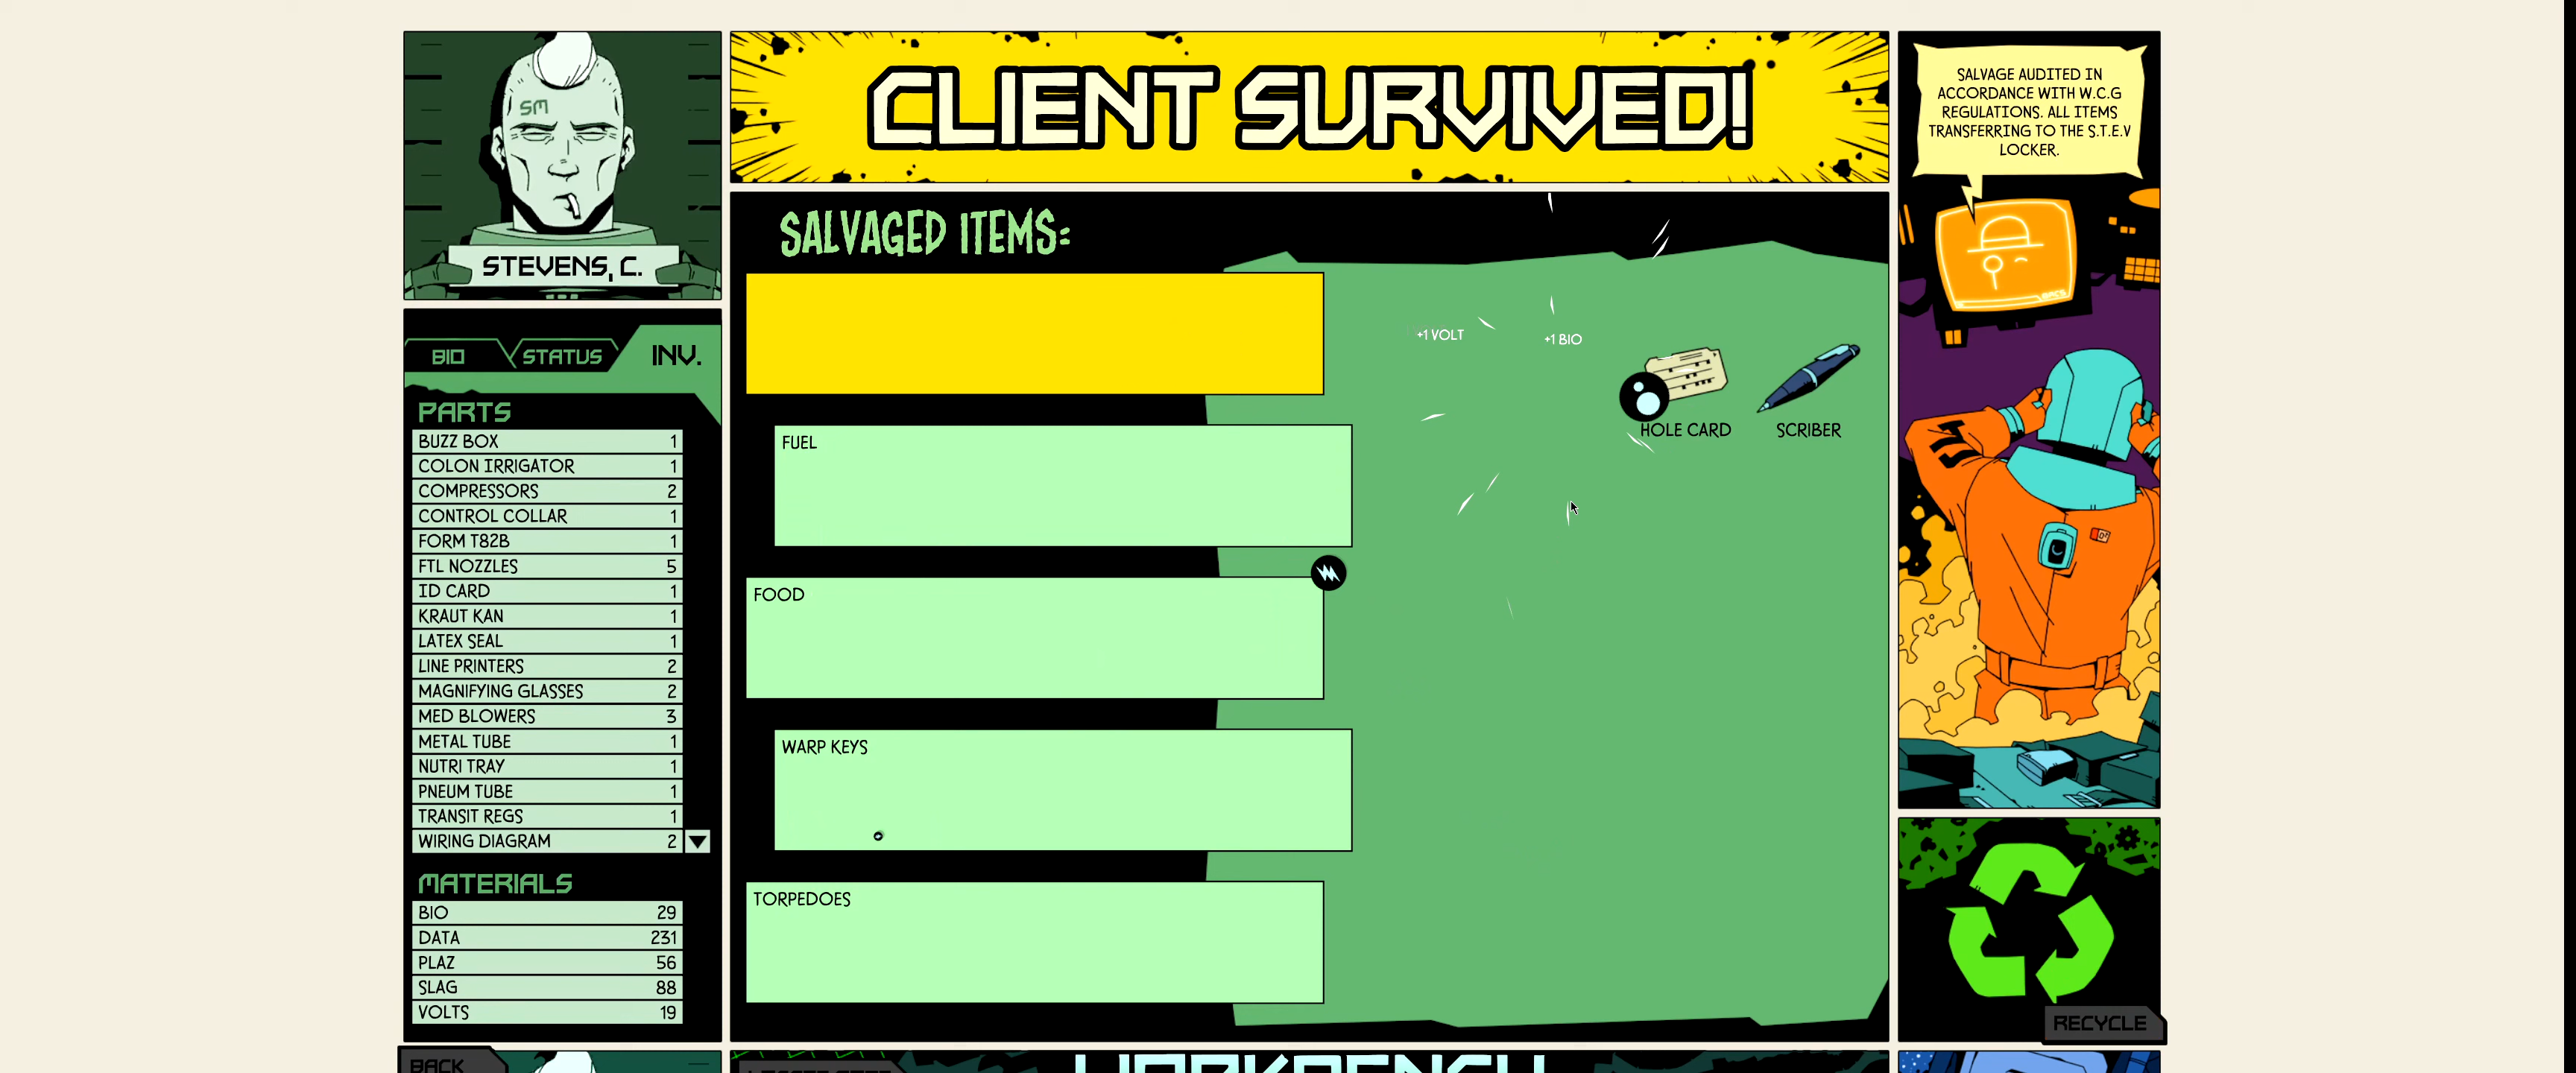 SM
STEVENS, C.
BIO
STATUS
INV.
PARTS
BUZZ BOX 1
COLON IRRIGATOR 1
COMPRESSORS 2
CONTROL COLLAR 1
FORM T82B 1
FTL NOZZLES 5
ID CARD 1
KRAUT KAN 1
LATEX SEAL 1
LINE PRINTERS 2
MAGNIFYING GLASSES 2
MED BLOWERS 3
METAL TUBE 1
NUTRI TRAY 1
PNEUM TUBE 1
TRANSIT REGS 1
WIRING DIAGRAM 2
MATERIALS
BIO 29
DATA 231
PLAZ 56
SLAG 88
VOLTS 19
BACK
CLIENT SURVIVED!
SALVAGED ITEMS:
FUEL
FOOD
WARP KEYS
TORPEDOES
+1 VOLT
+1 BIO
HOLE CARD
SCRIBER
WORKBENCH
SALVAGE AUDITED IN
ACCORDANCE WITH W.C.G
REGULATIONS. ALL ITEMS
TRANSFERRING TO THE S.T.E.V
LOCKER.
RECYCLE